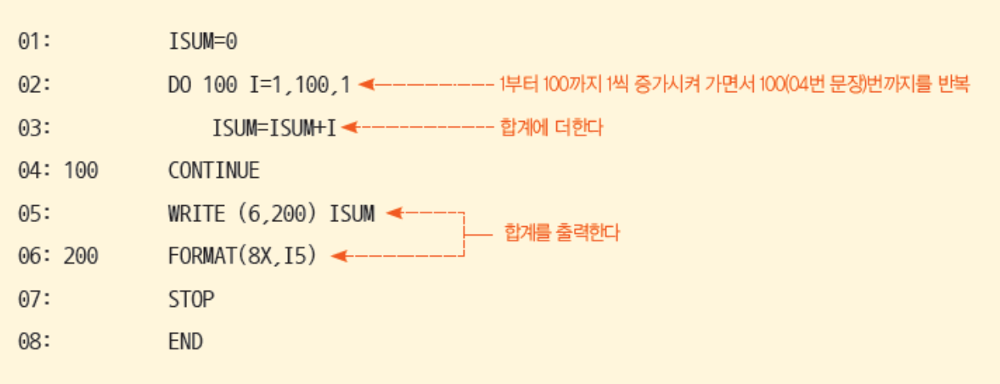 01: ISUM=0
02: DO 100 I=1,100,1 1부터 100까지 1씩 증가시켜 가면서 100(04번 문장)번까지를 반복
03: ISUM=ISUM+I 합계에 더한다
04: 100 CONTINUE
05: WRITE (6,200) ISUM
합계를 출력한다
06: 200 FORMAT(8X,I5)
07: STOP
08: END